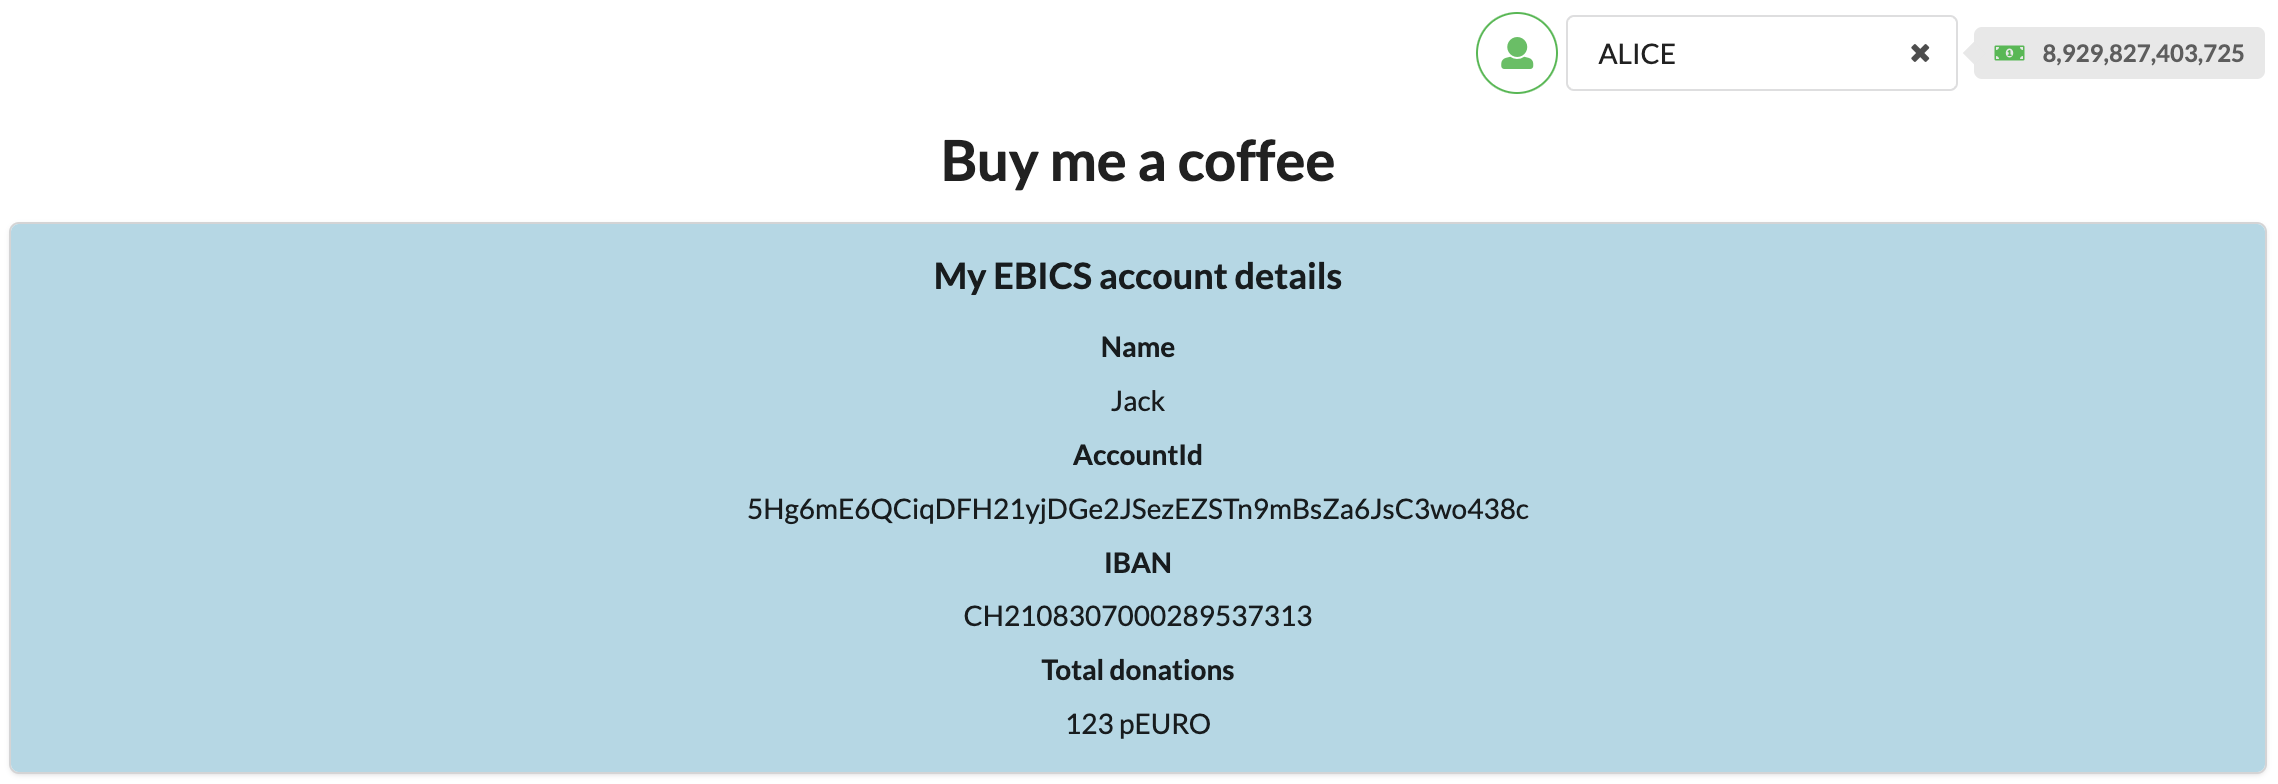 ALICE
8,929,827,403,725
Buy me a coffee
My EBICS account details
Name
Jack
AccountId
5Hg6mE6QCiqDFH21yjDGe2JSezEZSTn9mBsZa6JsC3wo438c
IBAN
CH2108307000289537313
Total donations
123 pEURO